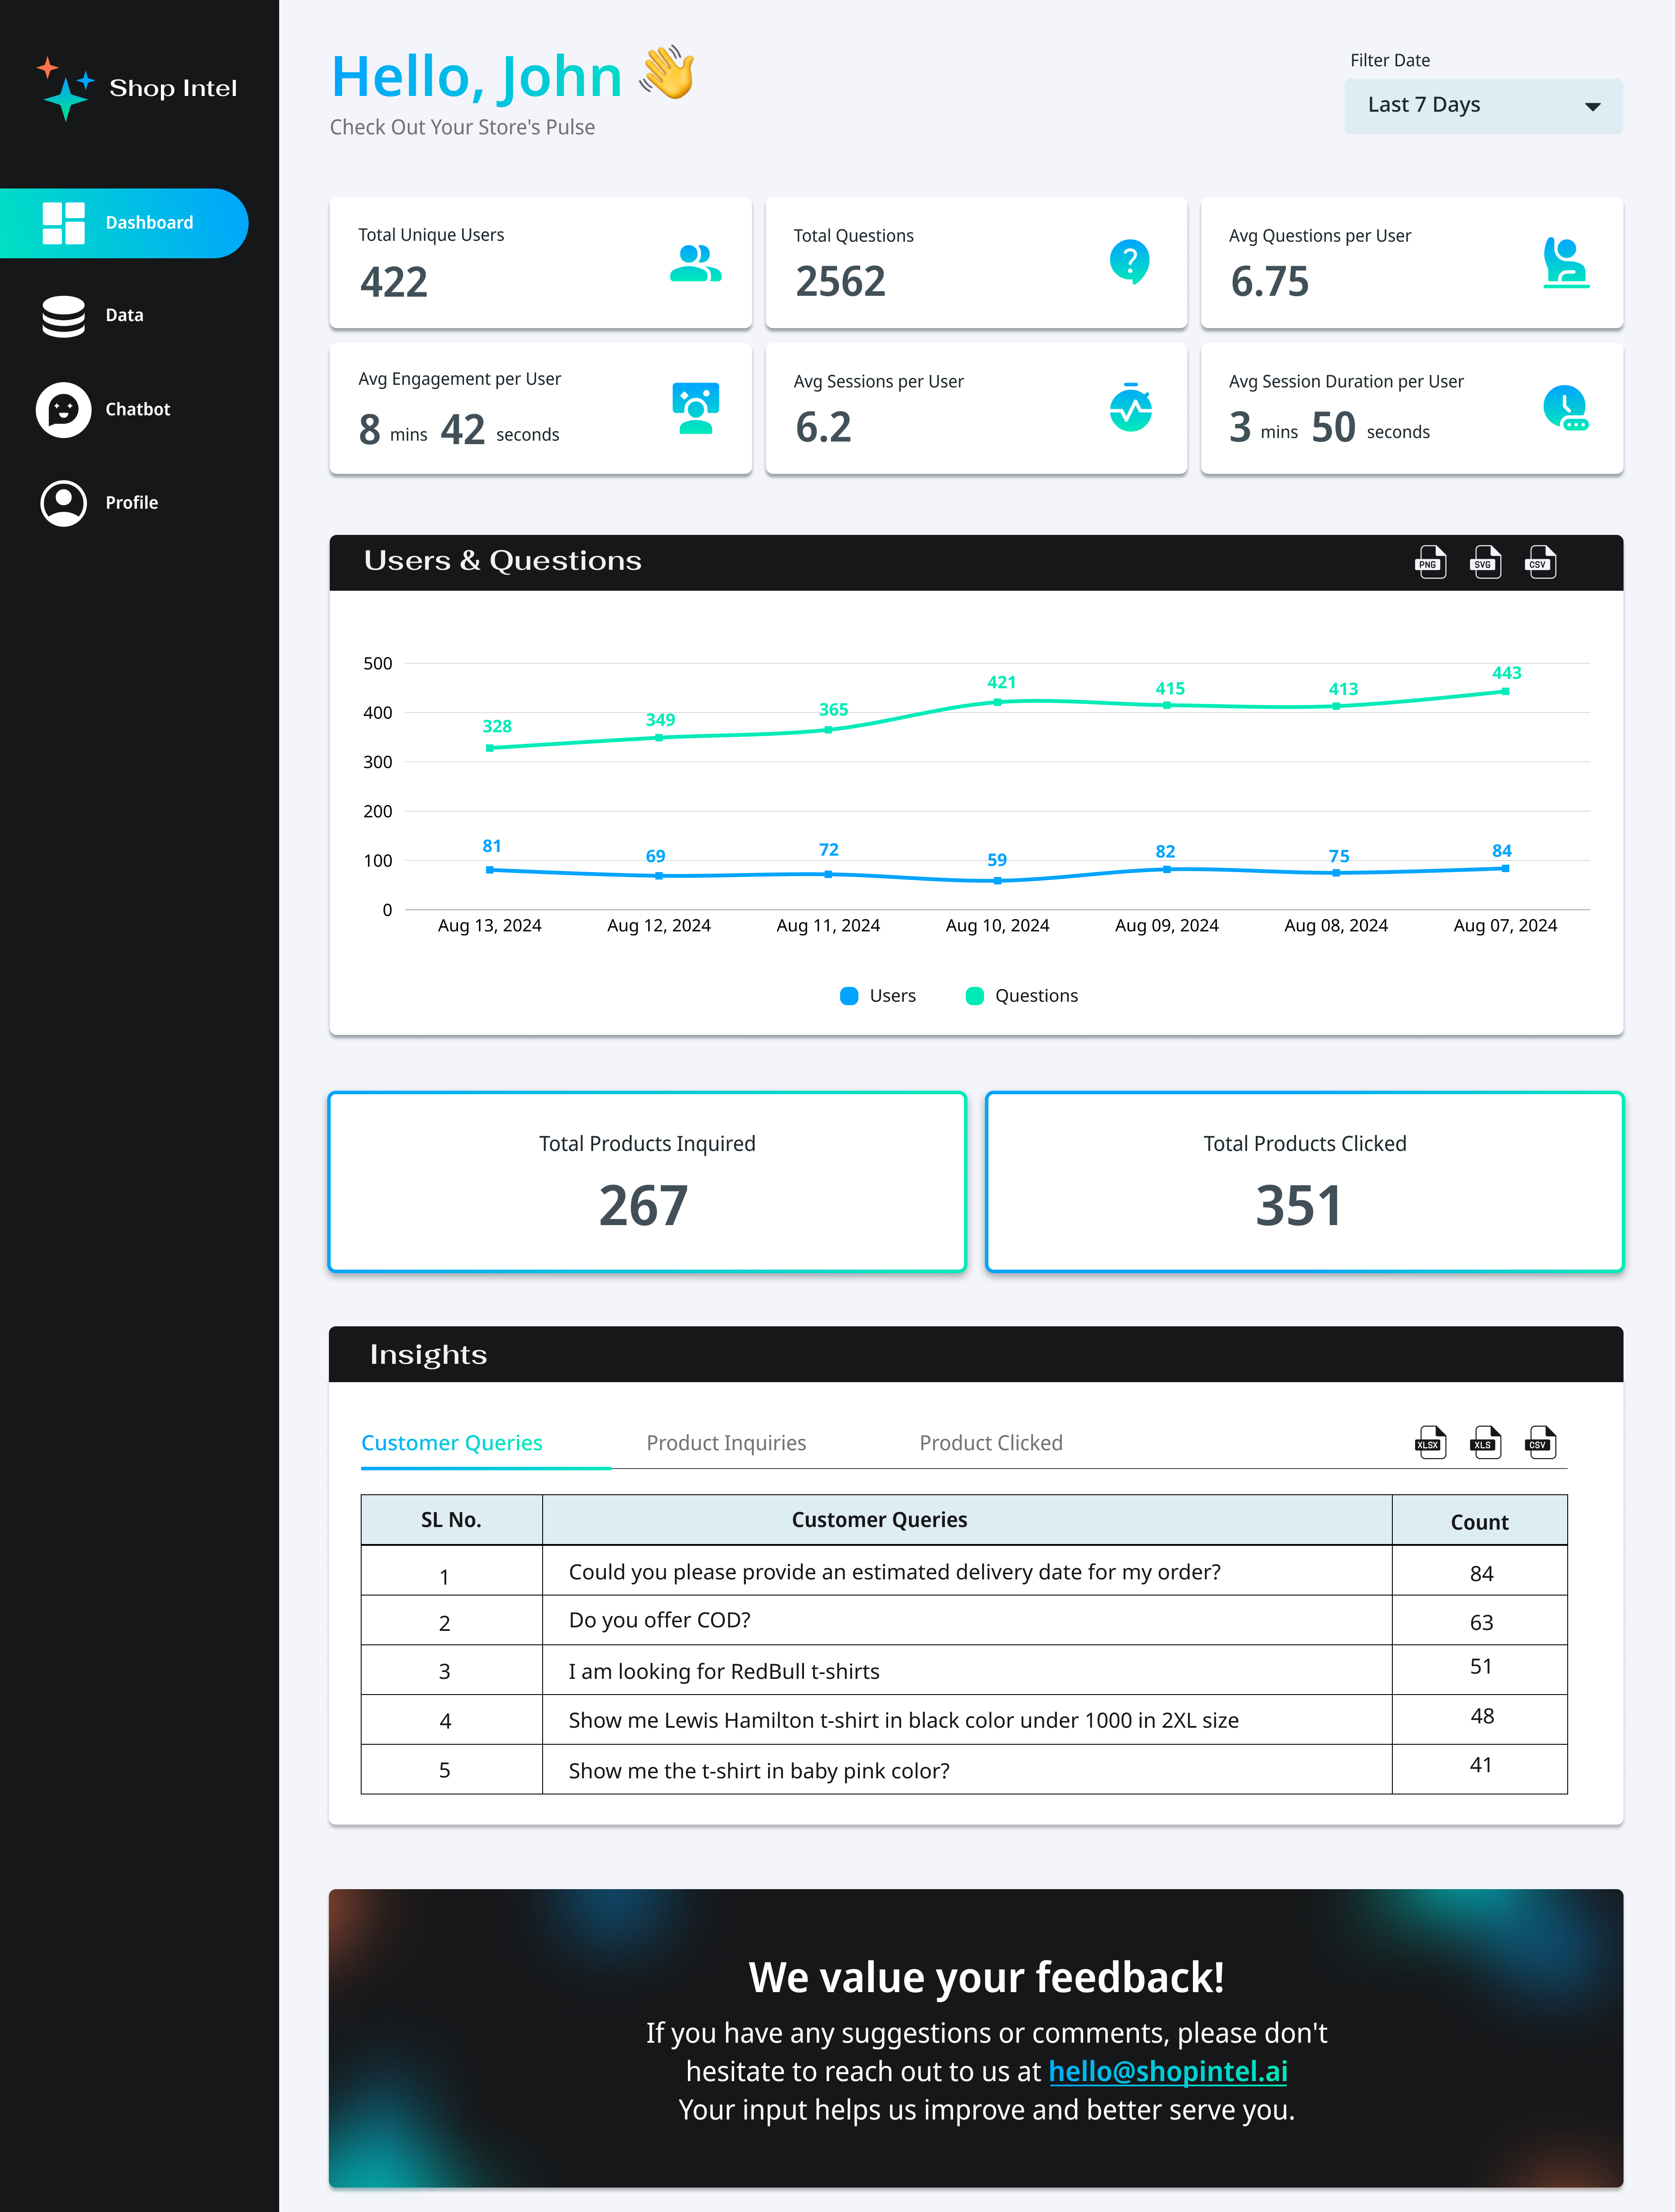 Shop Intel
Dashboard
Data
Chatbot
Profile
Hello, John 👋
Check Out Your Store's Pulse
Filter Date
Last 7 Days
Total Unique Users
422
Total Questions
2562
Avg Questions per User
6.75
Avg Engagement per User
8 mins 42 seconds
Avg Sessions per User
6.2
Avg Session Duration per User
3 mins 50 seconds
Users & Questions
PNG SVG CSV
500
400
300
200
100
0
328 349 365 421 415 413 443
81 69 72 59 82 75 84
Aug 13, 2024 Aug 12, 2024 Aug 11, 2024 Aug 10, 2024 Aug 09, 2024 Aug 08, 2024 Aug 07, 2024
Users Questions
Total Products Inquired
267
Total Products Clicked
351
Insights
Customer Queries Product Inquiries Product Clicked XLSX XLS CSV
SL No. Customer Queries Count
1 Could you please provide an estimated delivery date for my order? 84
2 Do you offer COD? 63
3 I am looking for RedBull t-shirts 51
4 Show me Lewis Hamilton t-shirt in black color under 1000 in 2XL size 48
5 Show me the t-shirt in baby pink color? 41
We value your feedback!
If you have any suggestions or comments, please don't
hesitate to reach out to us at hello@shopintel.ai
Your input helps us improve and better serve you.